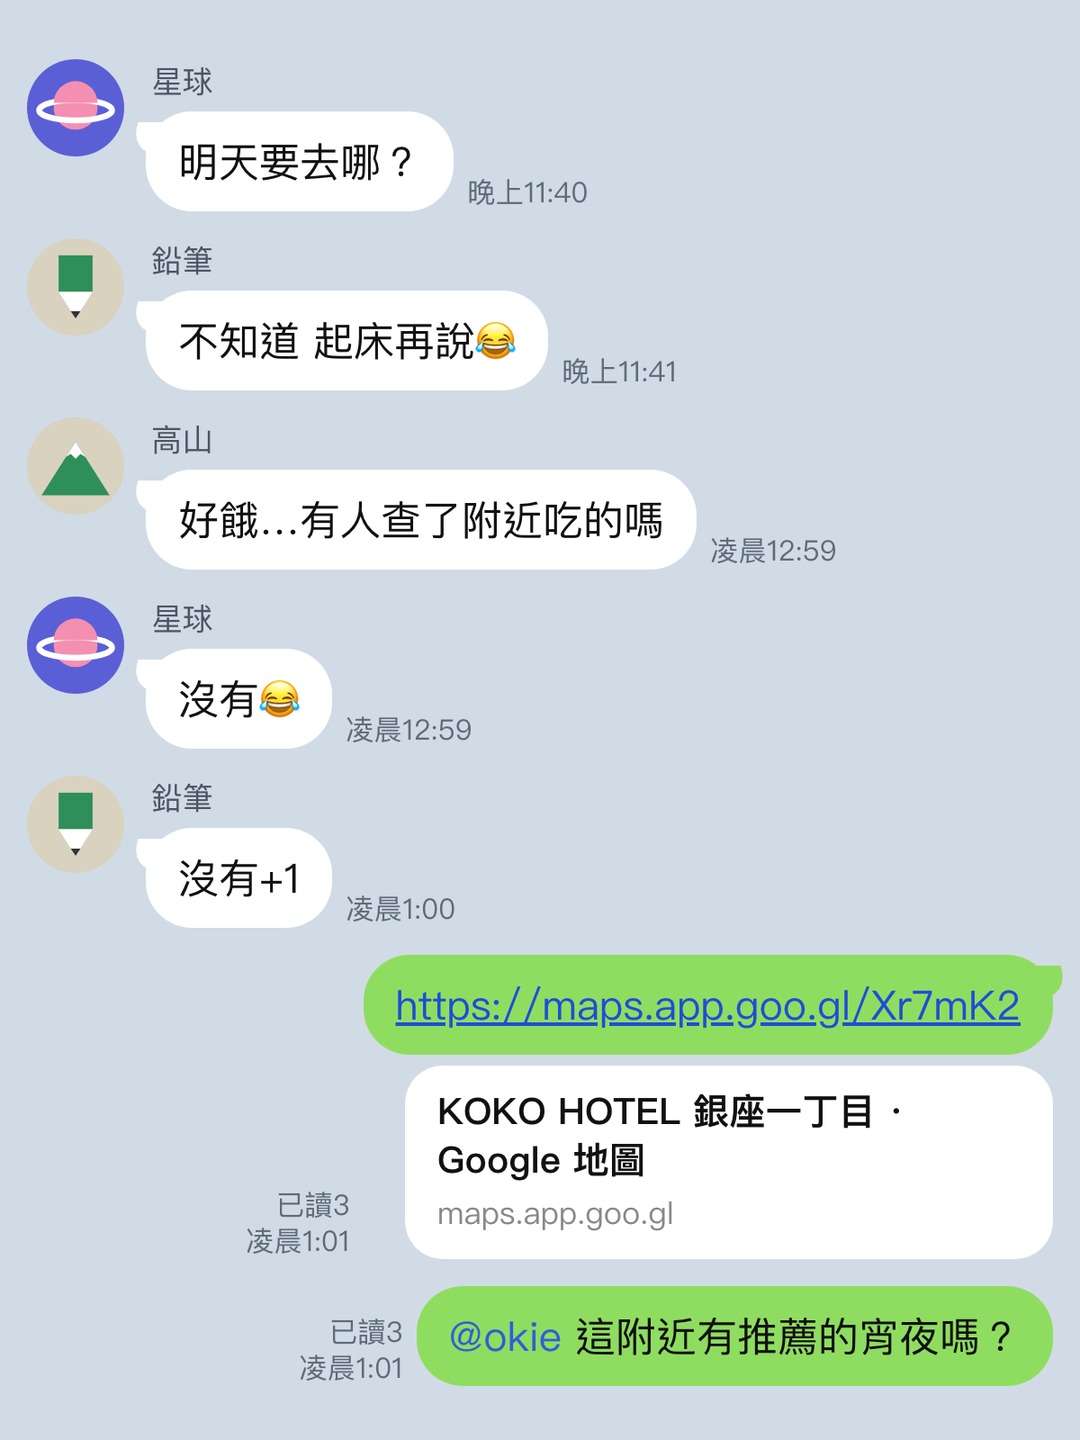 星球
明天要去哪？
晚上11:40
鉛筆
不知道 起床再說😂
晚上11:41
高山
好餓...有人查了附近吃的嗎
凌晨12:59
星球
沒有😂
凌晨12:59
鉛筆
沒有+1
凌晨1:00
https://maps.app.goo.gl/Xr7mK2
KOKO HOTEL 銀座一丁目 ·
Google 地圖
maps.app.goo.gl
已讀3
凌晨1:01
@okie 這附近有推薦的宵夜嗎？
已讀3
凌晨1:01